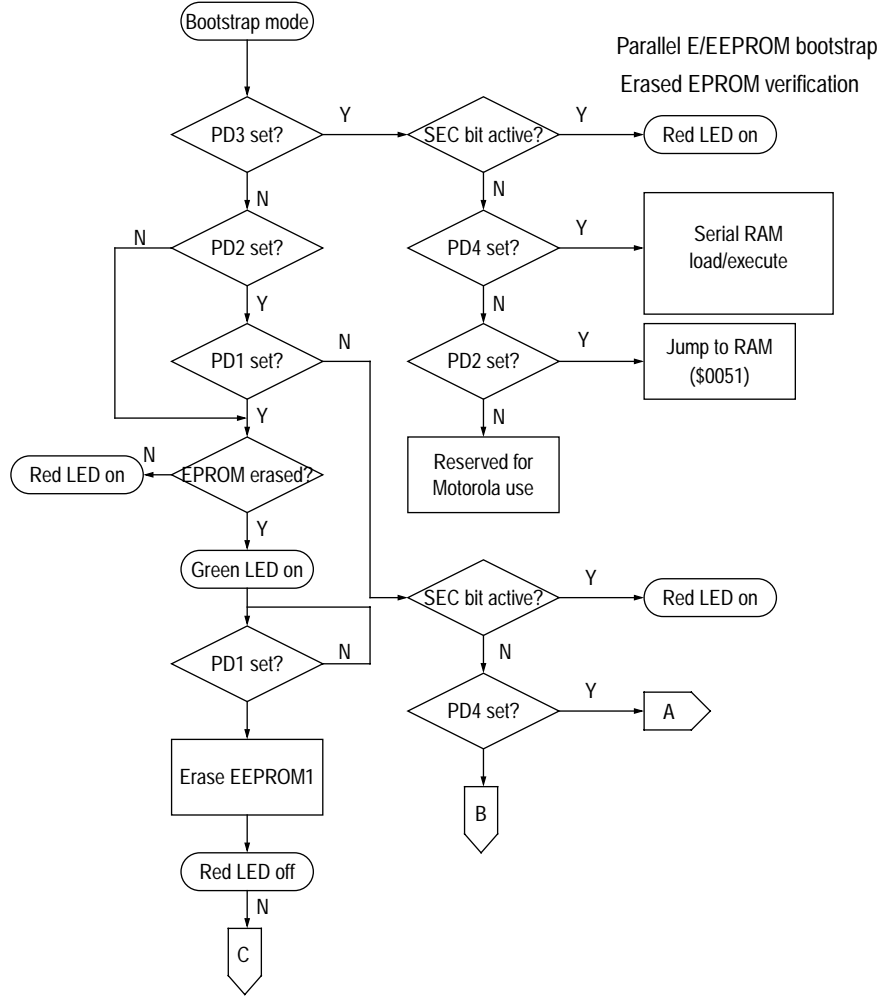 Bootstrap mode
Parallel E/EEPROM bootstrap
Erased EPROM verification
PD3 set?
Y
SEC bit active?
Y
Red LED on
N
N
PD2 set?
N
PD4 set?
Y
Serial RAM
load/execute
Y
N
PD1 set?
N
PD2 set?
Y
Jump to RAM
($0051)
Y
N
EPROM erased?
N
Red LED on
Reserved for
Motorola use
Y
Green LED on
SEC bit active?
Y
Red LED on
PD1 set?
N
N
PD4 set?
Y
A
Erase EEPROM1
B
Red LED off
N
C